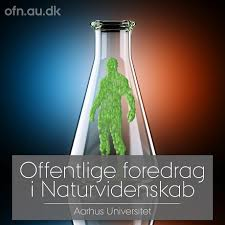 ofn.au.dk
Offentlige foredrag
i Naturvidenskab
Aarhus Universitet